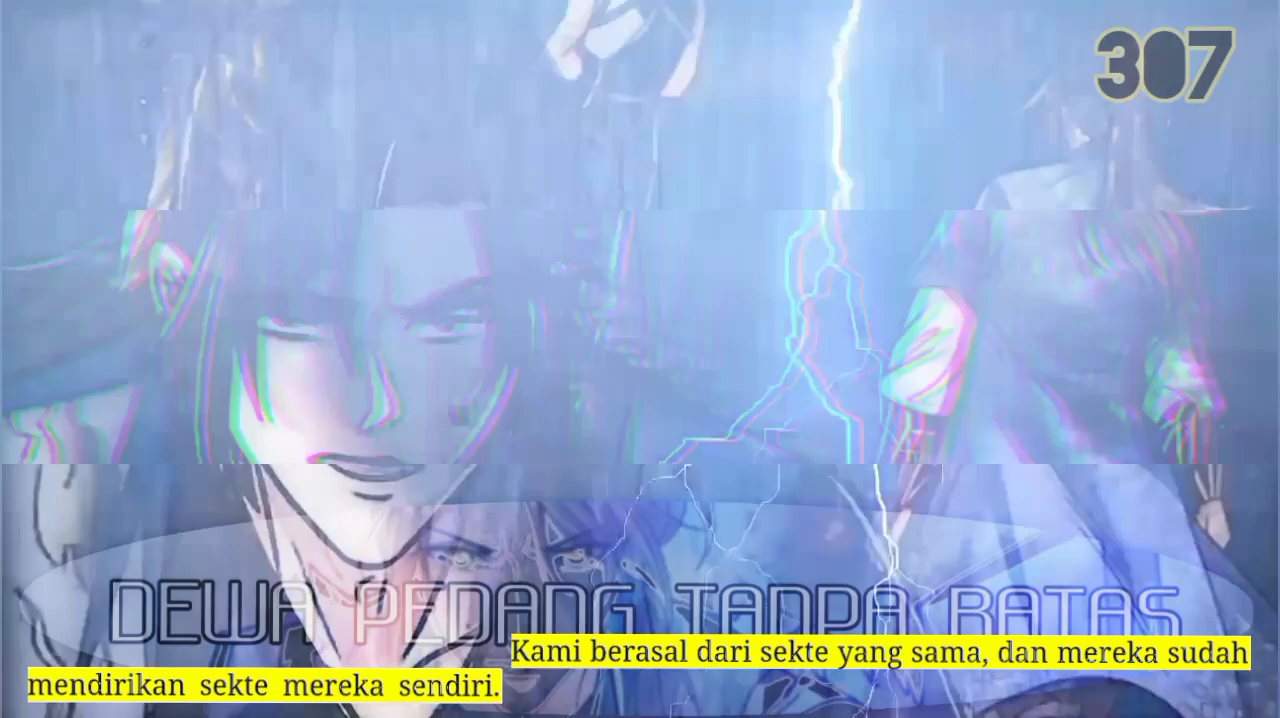 307
DEWA PEDANG TANPA BATAS
Kami berasal dari sekte yang sama, dan mereka sudah
mendirikan sekte mereka sendiri.